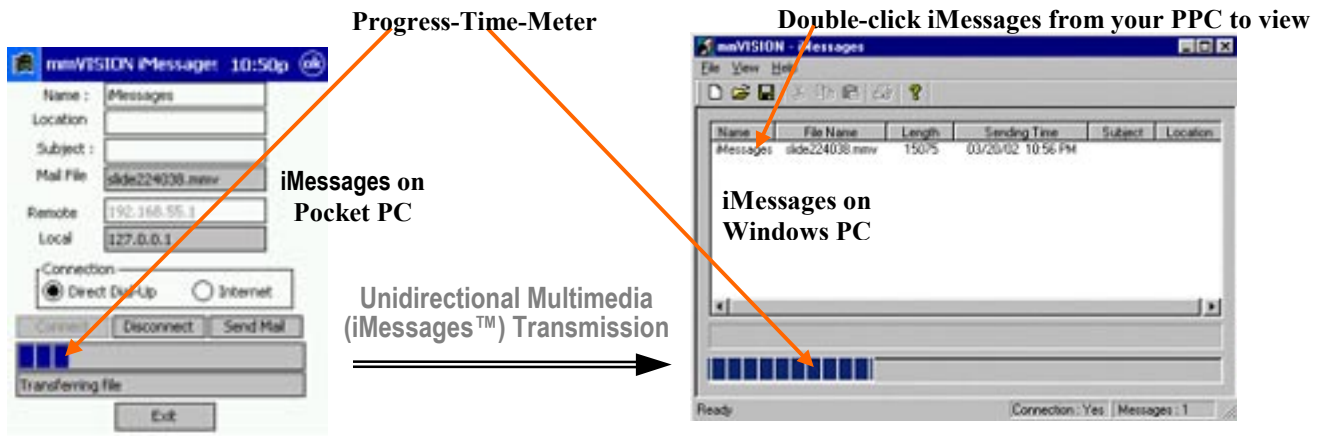 Progress-Time-Meter
Double-click iMessages from your PPC to view
mmVISION iMessages 10:50p ok
Name : iMessages
Location
Subject :
Mail File slide224038.mmv
Remote 192.168.55.1
Local 127.0.0.1
Connection
Direct Dial-Up Internet
Connect Disconnect Send Mail
Transferring file
Exit
iMessages on
Pocket PC
Unidirectional Multimedia
(iMessages™) Transmission
mmVISION - iMessages
File View Help
Name File Name Length Sending Time Subject Location
iMessages slide224038.mmv 15075 03/20/02 10:56 PM
iMessages on
Windows PC
Ready Connection : Yes Messages : 1